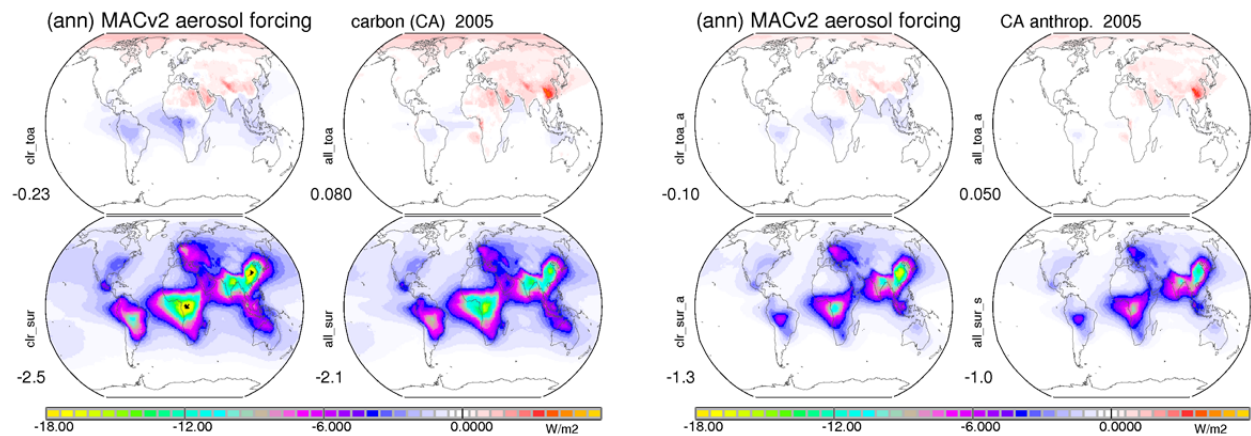 (ann) MACv2 aerosol forcing carbon (CA) 2005
clr_toa
-0.23
all_toa
0.080
clr_sur
-2.5
all_sur
-2.1
-18.00 -12.00 -6.000 0.0000 W/m2
(ann) MACv2 aerosol forcing CA anthrop. 2005
clr_toa_a
-0.10
all_toa_a
0.050
clr_sur_a
-1.3
all_sur_s
-1.0
-18.00 -12.00 -6.000 0.0000 W/m2